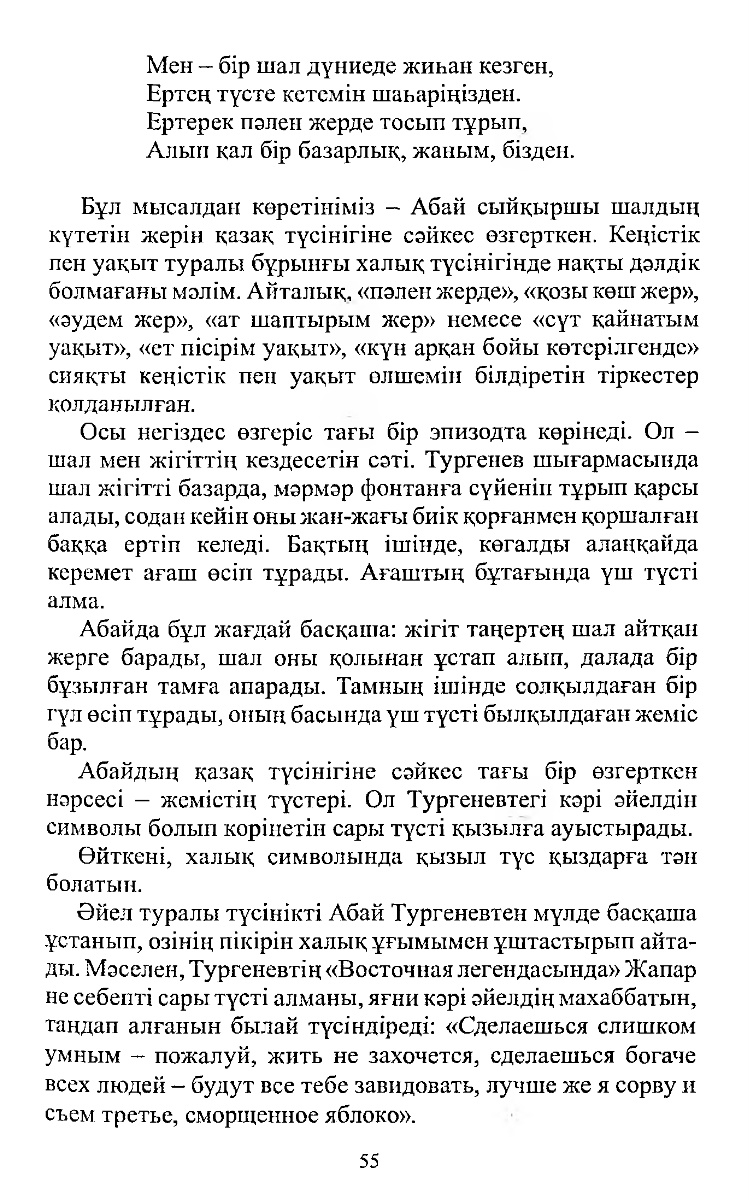 Мен – бір шал дүниеде жиһан кезген,
Ертең түсте кетемін шаһаріңізден.
Ертерек пәлен жерде тосып тұрып,
Алып қал бір базарлық, жаным, бізден.
Бұл мысалдан көретініміз – Абай сыйқыршы шалдың
күтетін жерін қазақ түсінігіне сәйкес өзгерткен. Кеңістік
пен уақыт туралы бұрынғы халық түсінігінде нақты дәлдік
болмағаны мәлім. Айталық, «пәлен жерде», «қозы көш жер»,
«әудем жер», «ат шаптырым жер» немесе «сүт қайнатым
уақыт», «ет пісірім уақыт», «күн арқан бойы көтерілгенде»
сияқты кеңістік пен уақыт өлшемін білдіретін тіркестер
қолданылған.
Осы негіздес өзгеріс тағы бір эпизодта көрінеді. Ол –
шал мен жігіттің кездесетін сәті. Тургенев шығармасында
шал жігітті базарда, мәрмәр фонтанға сүйеніп тұрып қарсы
алады, содан кейін оны жан-жағы биік қорғанмен қоршалған
баққа ертіп келеді. Бақтың ішінде, көгалды алаңқайда
керемет ағаш өсіп тұрады. Ағаштың бұтағында үш түсті
алма.
Абайда бұл жағдай басқаша: жігіт таңертең шал айтқан
жерге барады, шал оны қолынан ұстап алып, далада бір
бұзылған тамға апарады. Тамның ішінде солқылдаған бір
гүл өсіп тұрады, оның басында үш түсті былқылдаған жеміс
бар.
Абайдың қазақ түсінігіне сәйкес тағы бір өзгерткен
нәрсесі – жемістің түстері. Ол Тургеневтегі кәрі әйелдін
символы болып көрінетін сары түсті қызылға ауыстырады.
Өйткені, халық символында қызыл түс қыздарға тән
болатын.
Әйел туралы түсінікті Абай Тургеневтен мүлде басқаша
ұстанып, өзінің пікірін халық ұғымымен ұштастырып айта-
ды. Мәселен, Тургеневтің «Восточная легендасында» Жапар
не себепті сары түсті алманы, яғни кәрі әйелдің махаббатын,
таңдап алғанын былай түсіндіреді: «Сделаешься слишком
умным – пожалуй, жить не захочется, сделаешься богаче
всех людей – будут все тебе завидовать, лучше же я сорву и
съем третье, сморщенное яблоко».
55